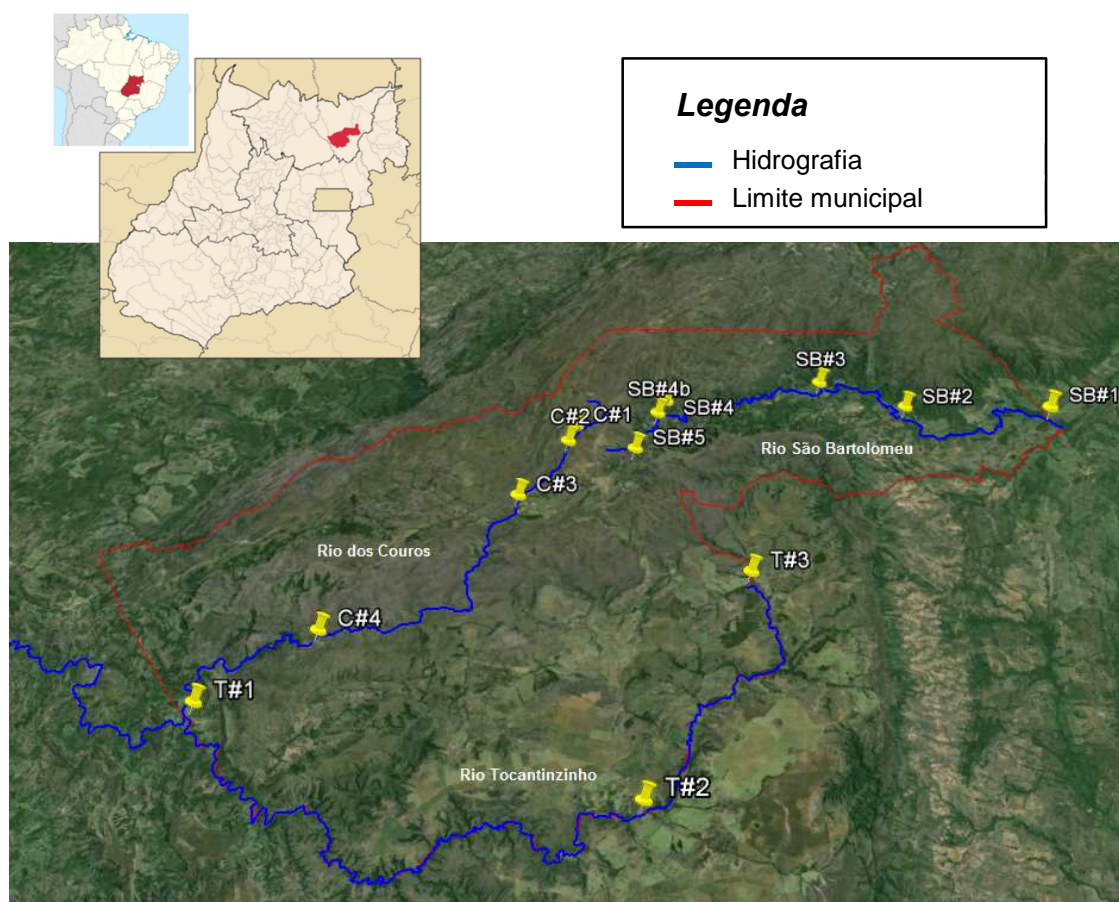 Legenda
Hidrografia
Limite municipal
SB#3
SB#4b
SB#2
SB#1
C#2
C#1
SB#4
SB#5
Rio São Bartolomeu
C#3
Rio dos Couros
T#3
C#4
T#1
Rio Tocantinzinho
T#2